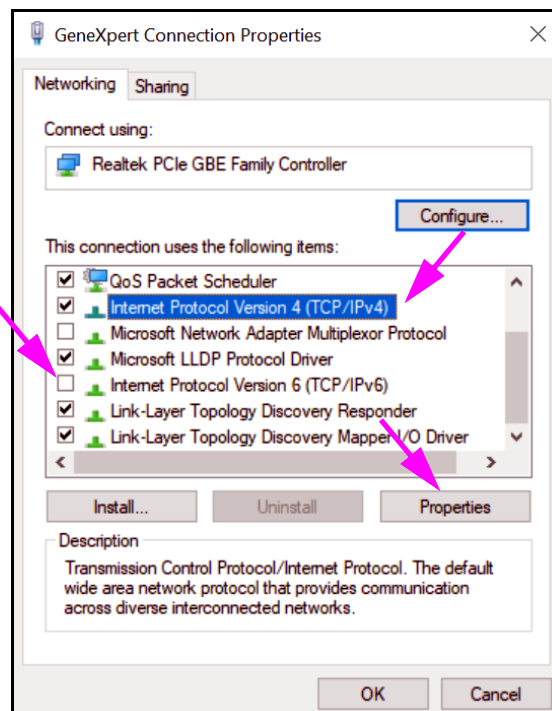 GeneXpert Connection Properties
Networking
Sharing
Connect using:
Realtek PCIe GBE Family Controller
Configure...
This connection uses the following items:
QoS Packet Scheduler
Internet Protocol Version 4 (TCP/IPv4)
Microsoft Network Adapter Multiplexor Protocol
Microsoft LLDP Protocol Driver
Internet Protocol Version 6 (TCP/IPv6)
Link-Layer Topology Discovery Responder
Link-Layer Topology Discovery Mapper I/O Driver
Install...
Uninstall
Properties
Description
Transmission Control Protocol/Internet Protocol. The default
wide area network protocol that provides communication
across diverse interconnected networks.
OK
Cancel